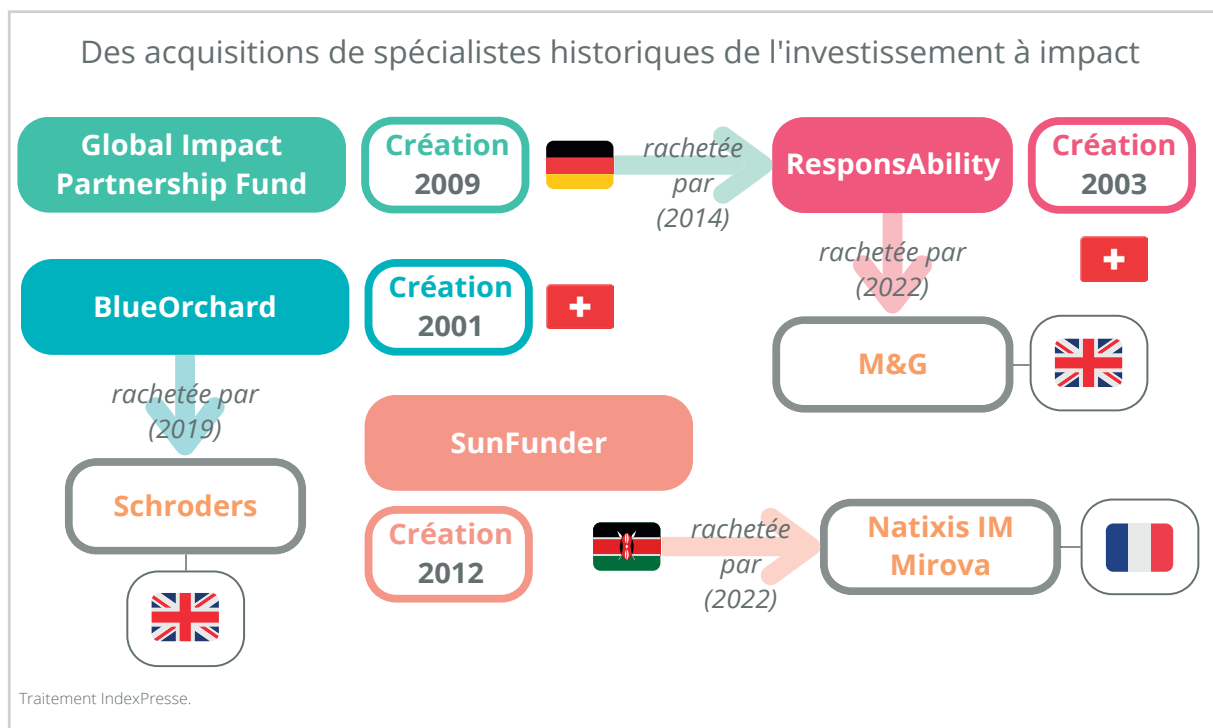 Des acquisitions de spécialistes historiques de l'investissement à impact
Global Impact
Partnership Fund
Création
2009
rachetée
par
(2014)
ResponsAbility
Création
2003
rachetée par
(2022)
M&G
BlueOrchard
Création
2001
rachetée par
(2019)
Schroders
SunFunder
Création
2012
rachetée
par
(2022)
Natixis IM
Mirova
Traitement IndexPresse.